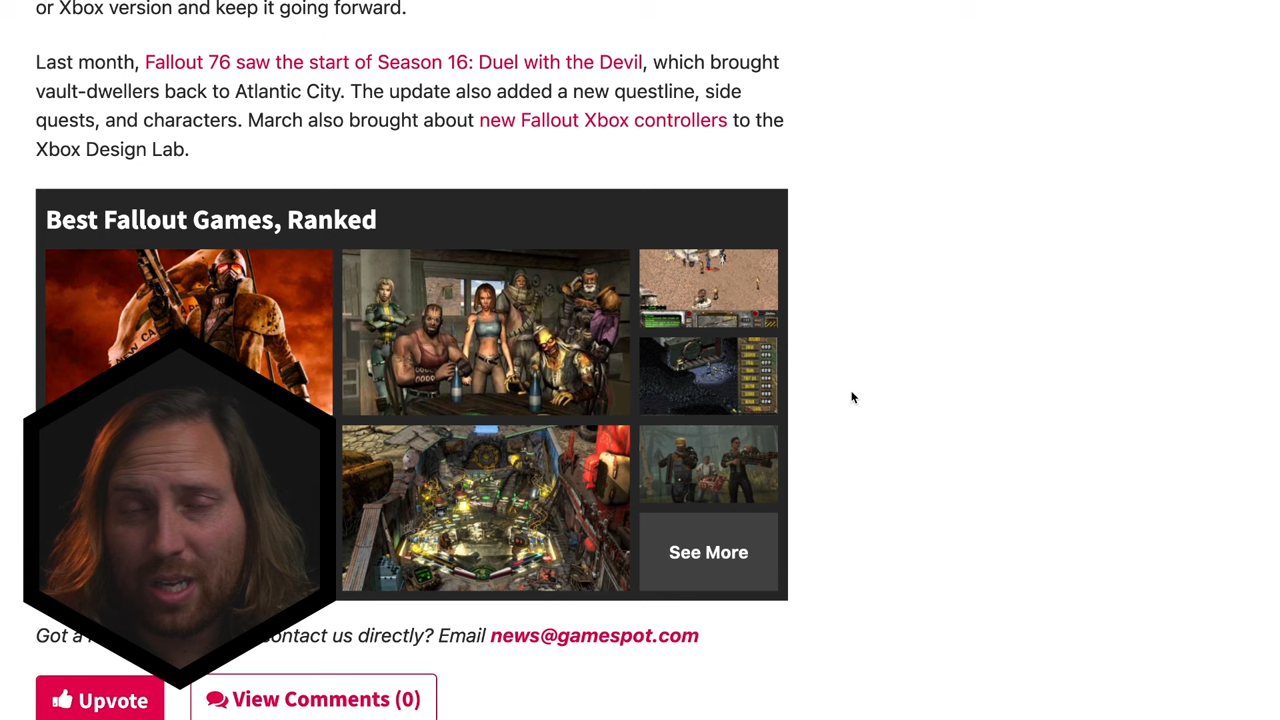 or Xbox version and keep it going forward.
Last month, Fallout 76 saw the start of Season 16: Duel with the Devil, which brought
vault-dwellers back to Atlantic City. The update also added a new questline, side
quests, and characters. March also brought about new Fallout Xbox controllers to the
Xbox Design Lab.
Best Fallout Games, Ranked
See More
Got a contact us directly? Email news@gamespot.com
Upvote
View Comments (0)